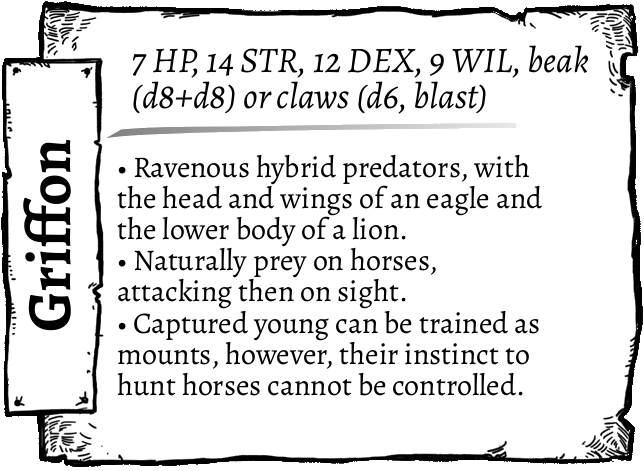 Griffon
7 HP, 14 STR, 12 DEX, 9 WIL, beak
(d8+d8) or claws (d6, blast)
• Ravenous hybrid predators, with
the head and wings of an eagle and
the lower body of a lion.
• Naturally prey on horses,
attacking then on sight.
• Captured young can be trained as
mounts, however, their instinct to
hunt horses cannot be controlled.